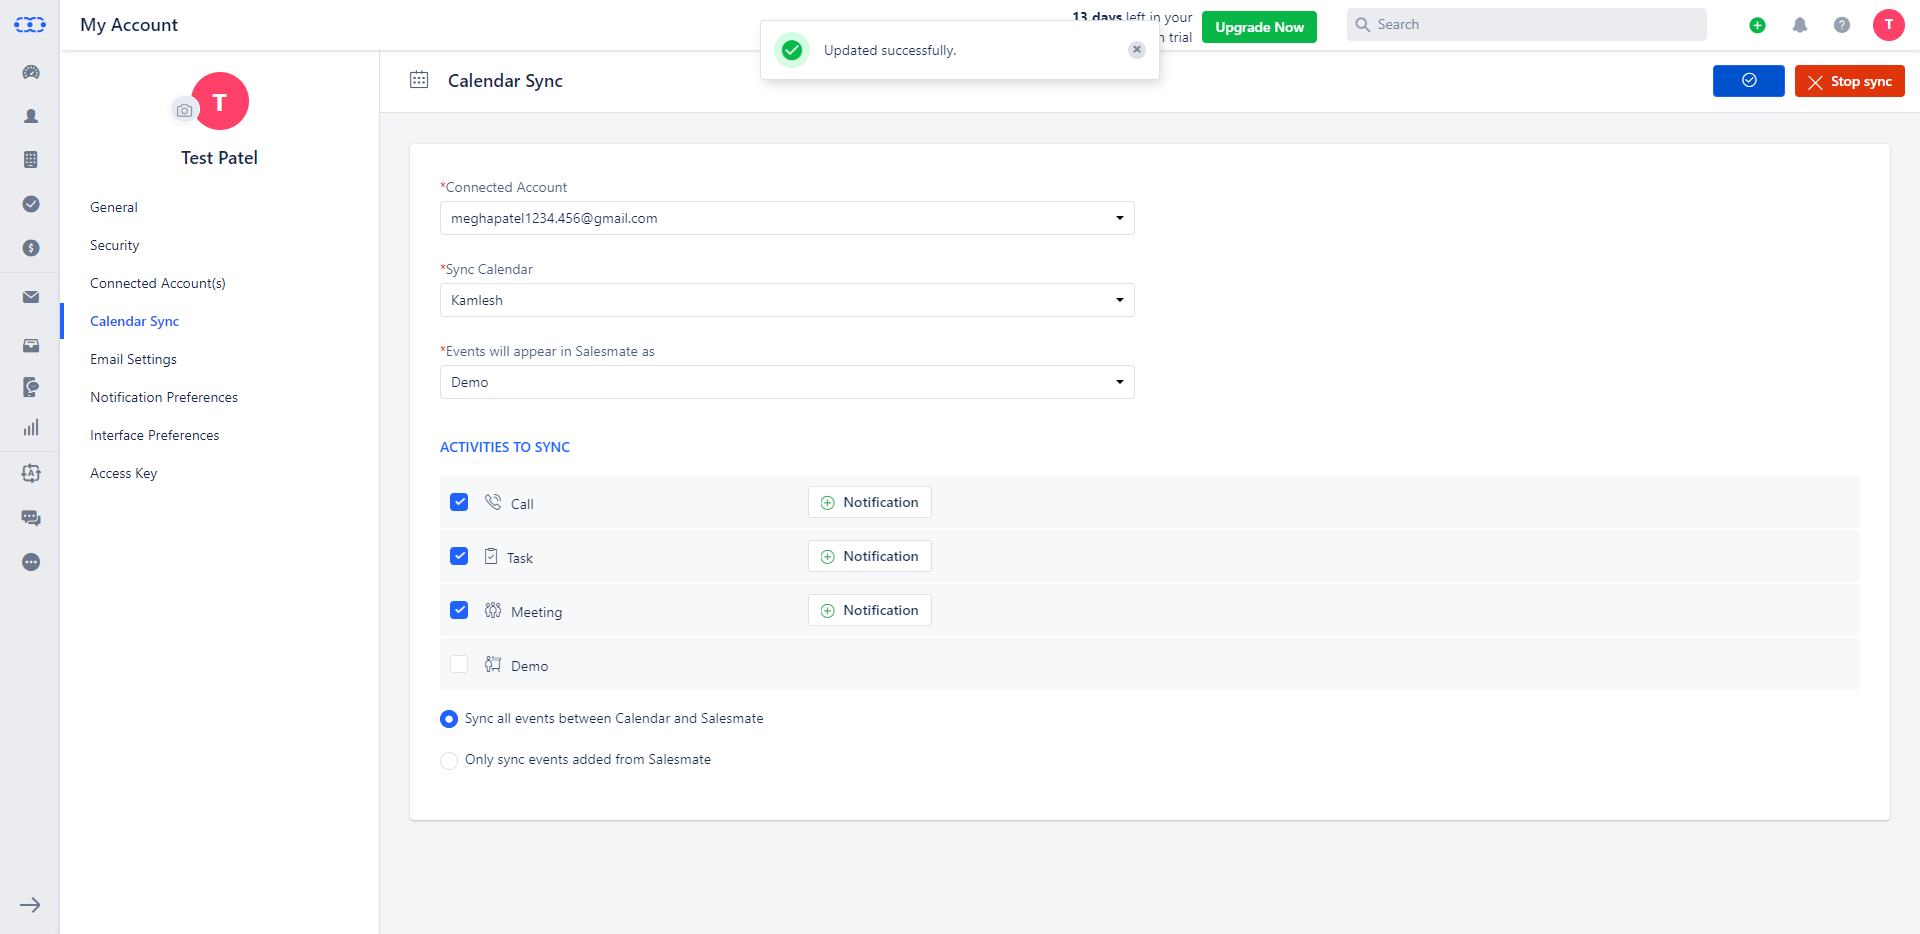 My Account
13 days left in your
trial
Upgrade Now
Search
T
Updated successfully.
T
Test Patel
General
Security
Connected Account(s)
Calendar Sync
Email Settings
Notification Preferences
Interface Preferences
Access Key
Calendar Sync
Stop sync
*Connected Account
meghapatel1234.456@gmail.com
*Sync Calendar
Kamlesh
*Events will appear in Salesmate as
Demo
ACTIVITIES TO SYNC
Call
Notification
Task
Notification
Meeting
Notification
Demo
Sync all events between Calendar and Salesmate
Only sync events added from Salesmate